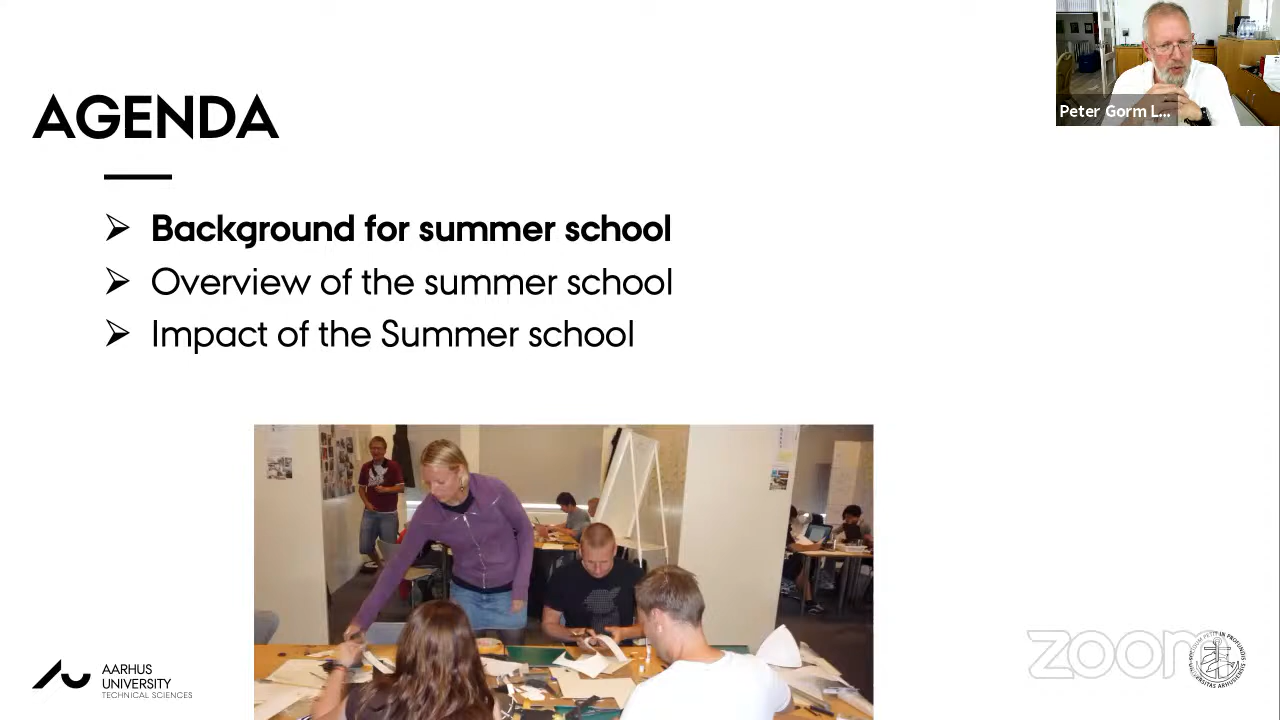 AGENDA
Peter Gorm L...
Background for summer school
Overview of the summer school
Impact of the Summer school
AARHUS
UNIVERSITY
TECHNICAL SCIENCES
zoom